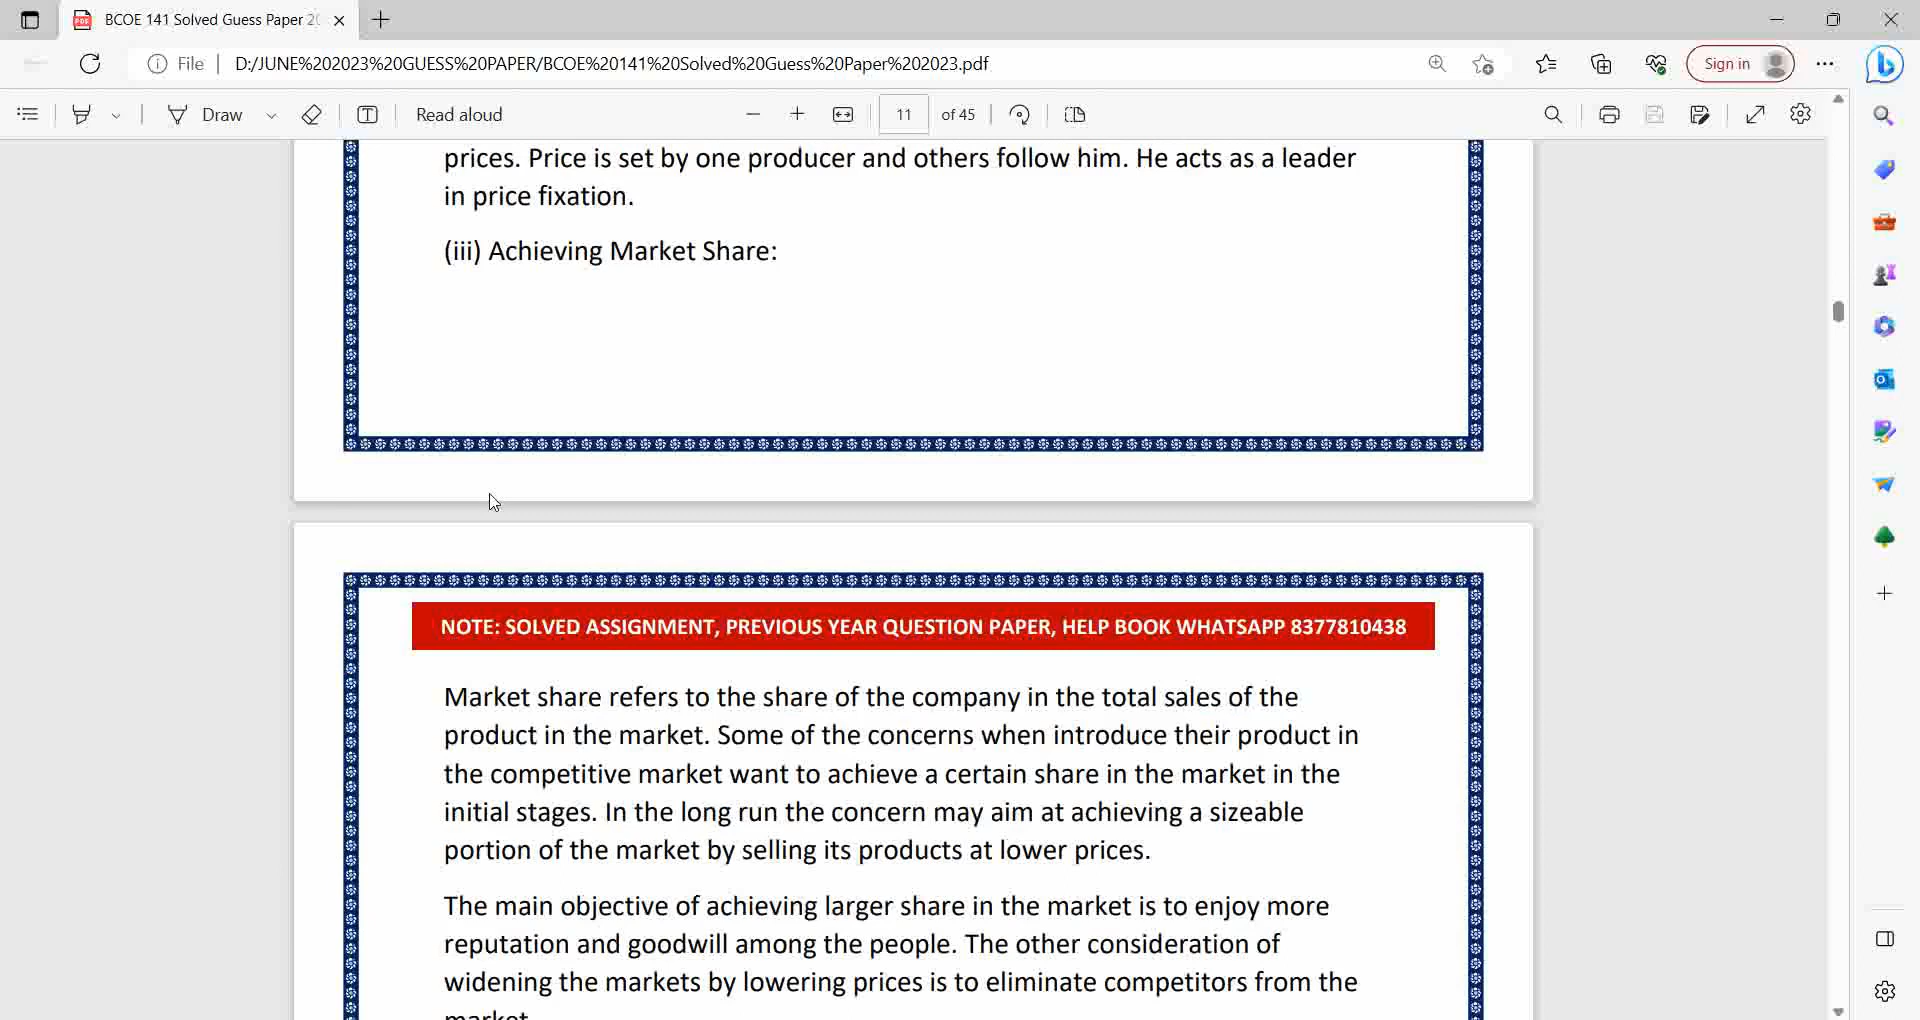 BCOE 141 Solved Guess Paper 20
File
D:/JUNE%202023%20GUESS%20PAPER/BCOE%20141%20Solved%20Guess%20Paper%202023.pdf
Sign in
Draw
Read aloud
11 of 45
prices. Price is set by one producer and others follow him. He acts as a leader
in price fixation.
(iii) Achieving Market Share:
NOTE: SOLVED ASSIGNMENT, PREVIOUS YEAR QUESTION PAPER, HELP BOOK WHATSAPP 8377810438
Market share refers to the share of the company in the total sales of the
product in the market. Some of the concerns when introduce their product in
the competitive market want to achieve a certain share in the market in the
initial stages. In the long run the concern may aim at achieving a sizeable
portion of the market by selling its products at lower prices.
The main objective of achieving larger share in the market is to enjoy more
reputation and goodwill among the people. The other consideration of
widening the markets by lowering prices is to eliminate competitors from the
market.